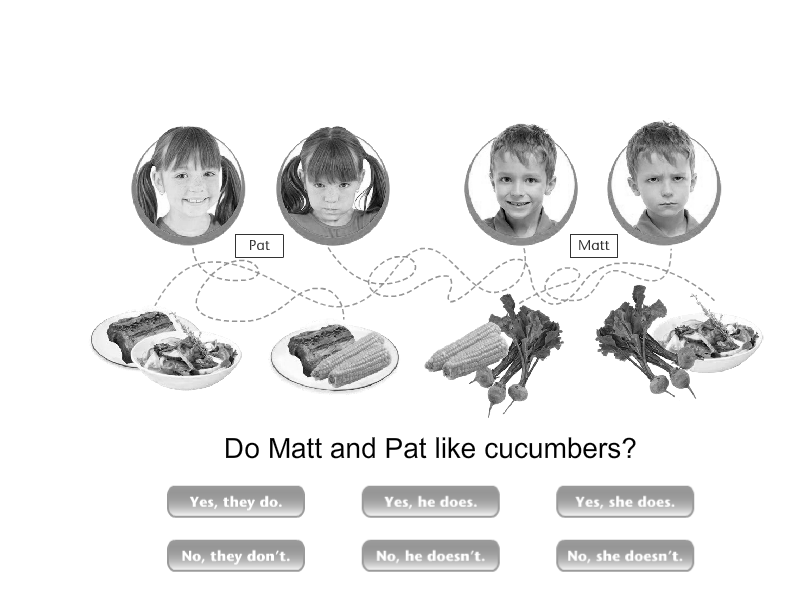 Pat
Matt
Do Matt and Pat like cucumbers?
Yes, they do.
Yes, he does.
Yes, she does.
No, they don't.
No, he doesn't.
No, she doesn't.